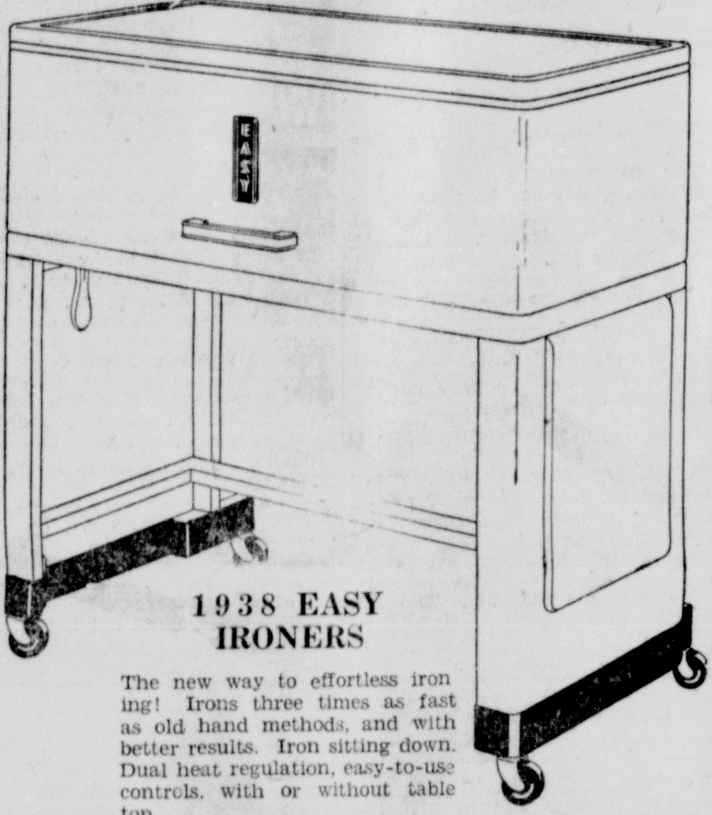 EASY
1938 EASY
IRONERS
The new way to effortless iron
ing! Irons three times as fast
as old hand methods, and with
better results. Iron sitting down.
Dual heat regulation, easy-to-use
controls, with or without table
top.